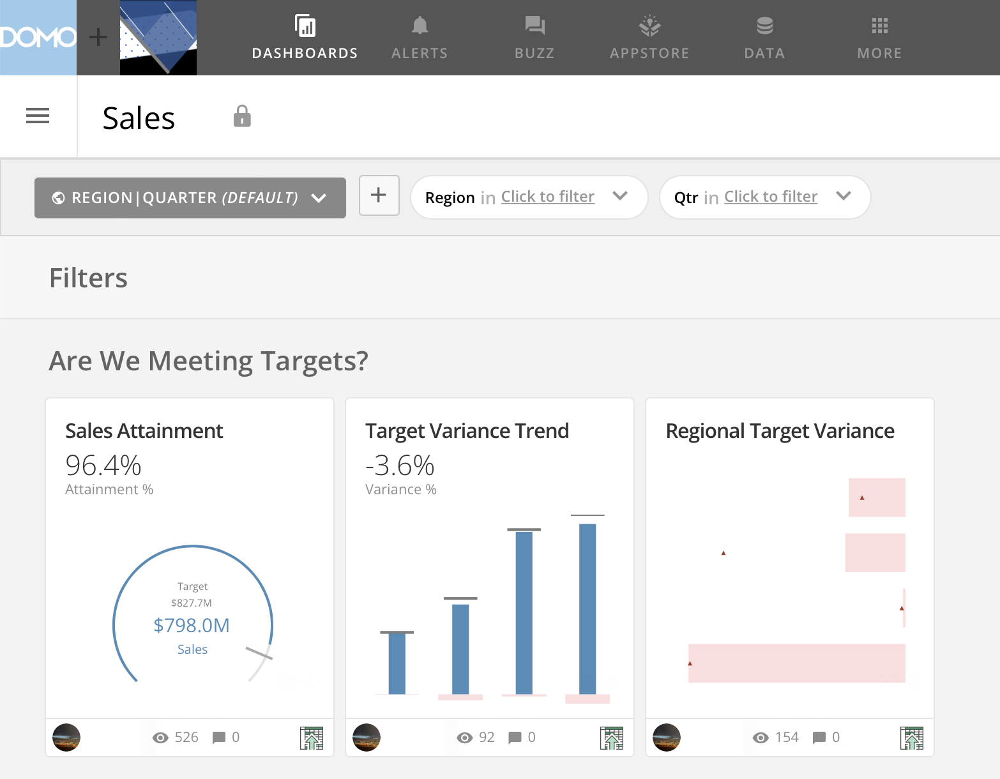 DOMO
DASHBOARDS
ALERTS
BUZZ
APPSTORE
DATA
MORE
Sales
REGION|QUARTER (DEFAULT)
Region in Click to filter
Qtr in Click to filter
Filters
Are We Meeting Targets?
Sales Attainment
96.4%
Attainment %
Target
$827.7M
$798.0M
Sales
526
0
Target Variance Trend
-3.6%
Variance %
92
0
Regional Target Variance
154
0